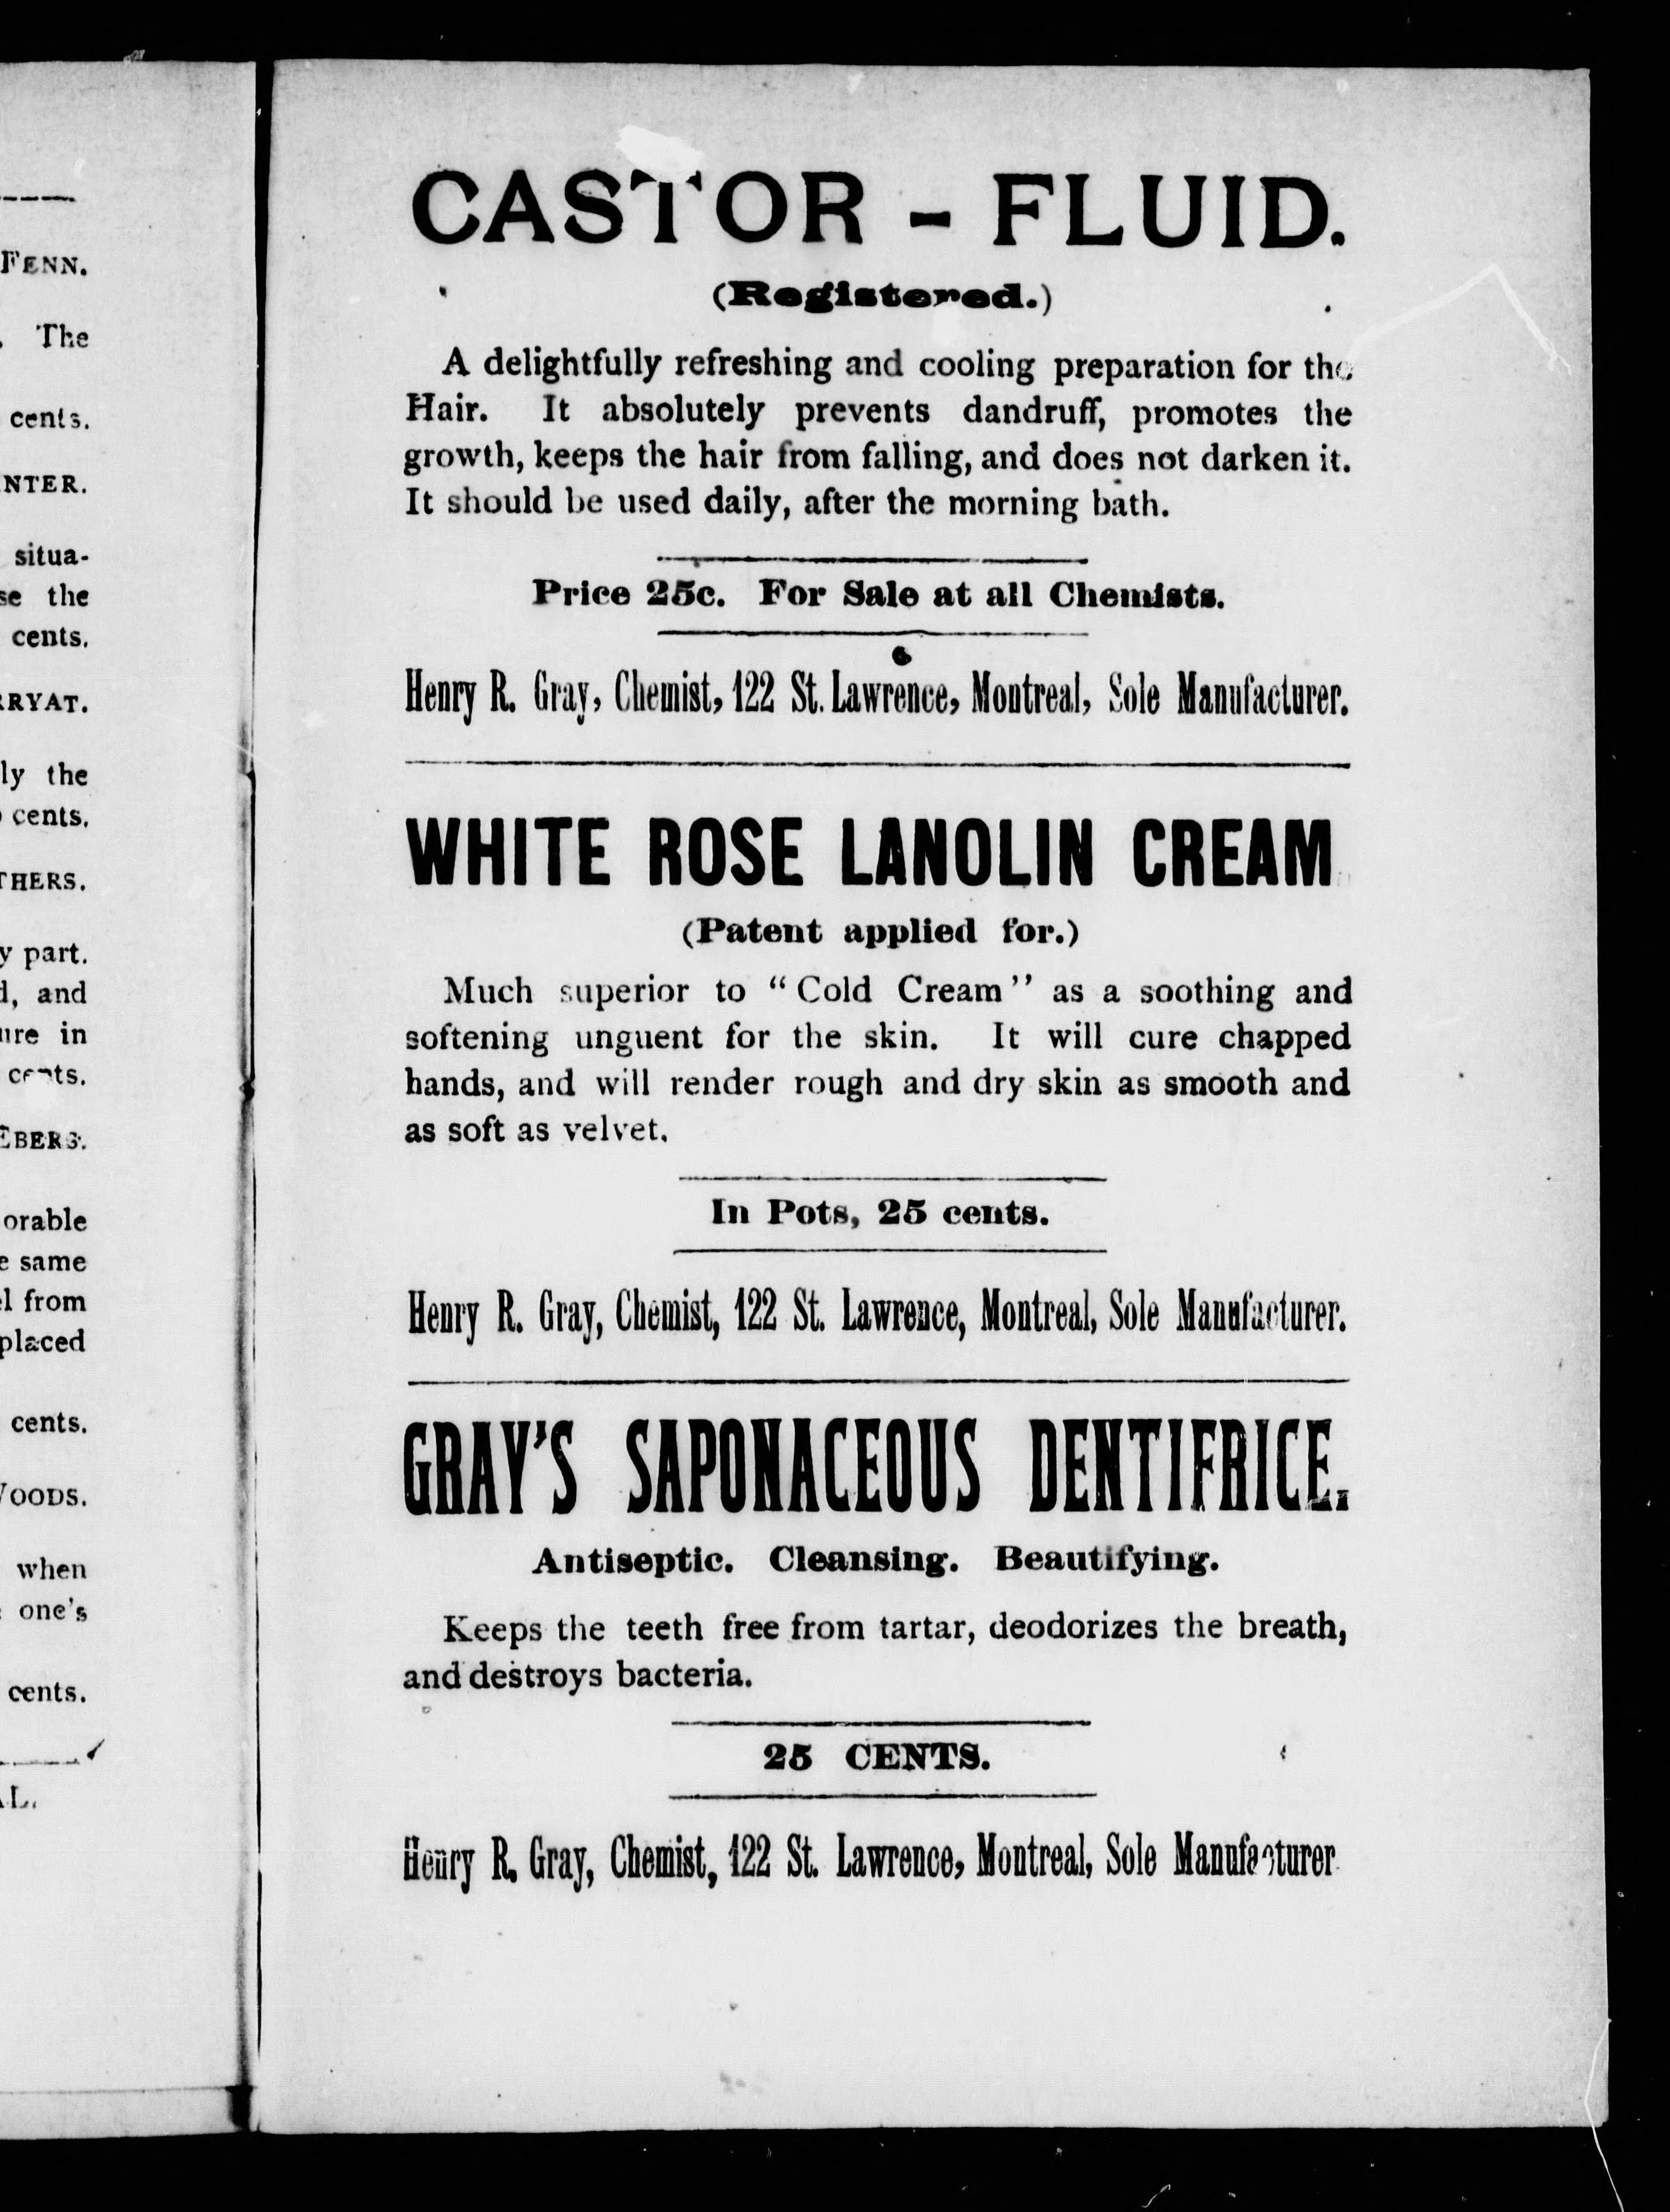 FENN.
The
cents.
NTER.
situa-
se the
cents.
RYAT.
ly the
cents.
THERS.
y part.
d, and
ure in
cents.
EBERS.
orable
e same
el from
placed
cents.
WOODS.
when
one's
cents.
AL.
CASTOR - FLUID.
(Registered.)
A delightfully refreshing and cooling preparation for the
Hair. It absolutely prevents dandruff, promotes the
growth, keeps the hair from falling, and does not darken it.
It should be used daily, after the morning bath.
Price 25c. For Sale at all Chemists.
Henry R. Gray, Chemist, 122 St. Lawrence, Montreal, Sole Manufacturer.
WHITE ROSE LANOLIN CREAM
(Patent applied for.)
Much superior to "Cold Cream" as a soothing and
softening unguent for the skin. It will cure chapped
hands, and will render rough and dry skin as smooth and
as soft as velvet.
In Pots, 25 cents.
Henry R. Gray, Chemist, 122 St. Lawrence, Montreal, Sole Manufacturer.
GRAY'S SAPONACEOUS DENTIFRICE.
Antiseptic. Cleansing. Beautifying.
Keeps the teeth free from tartar, deodorizes the breath,
and destroys bacteria.
25 CENTS.
Henry R. Gray, Chemist, 122 St. Lawrence, Montreal, Sole Manufacturer